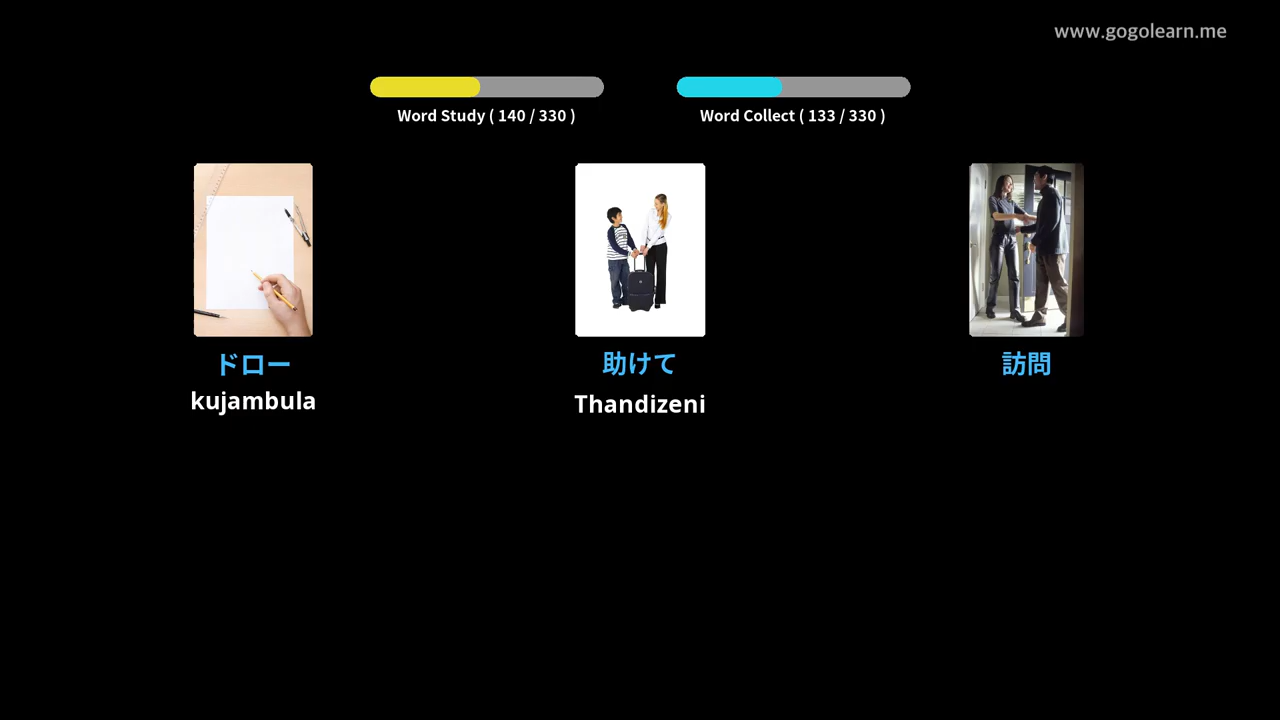 www.gogolearn.me
Word Study ( 140 / 330 )
Word Collect ( 133 / 330 )
ドロー
kujambula
助けて
Thandizeni
訪問